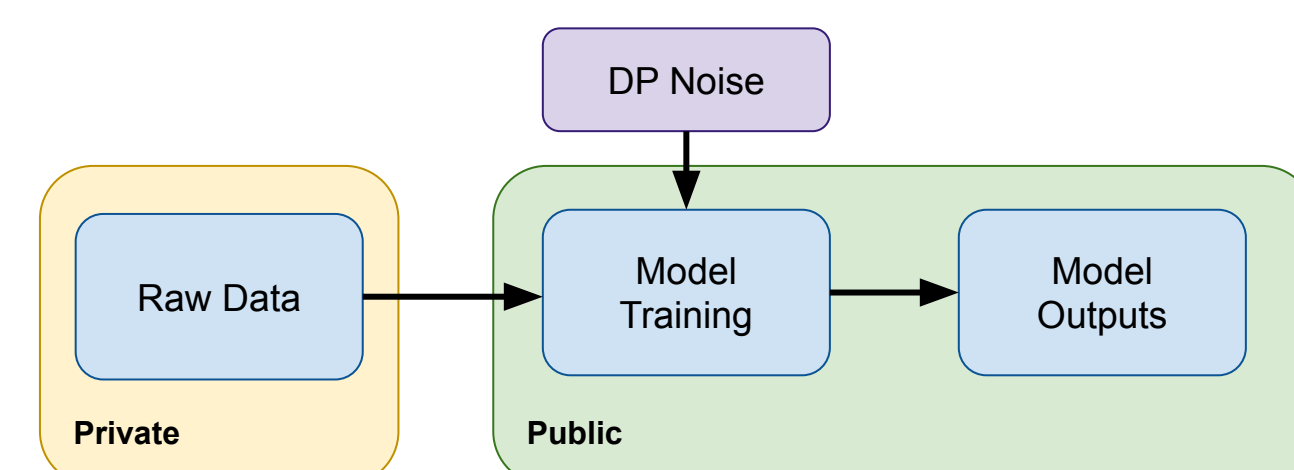 DP Noise
Raw Data
Model
Training
Model
Outputs
Private
Public